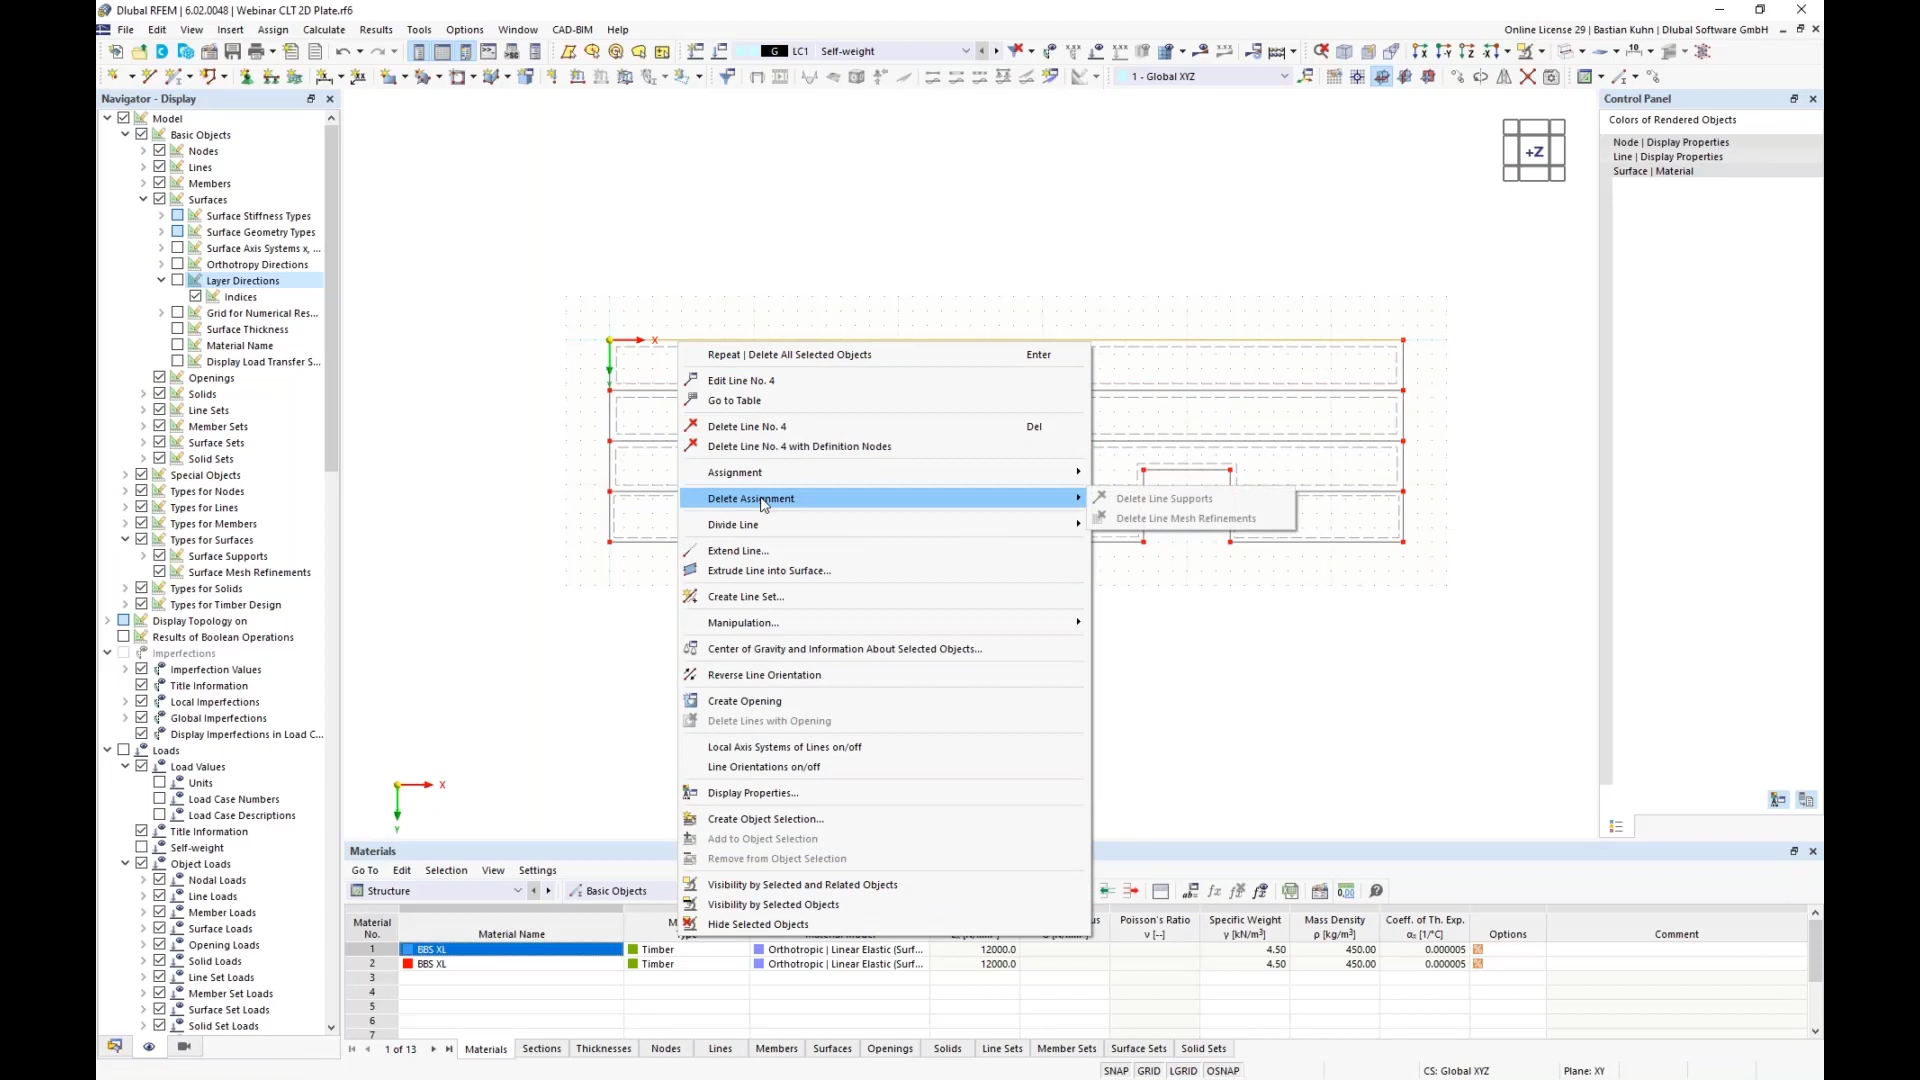 Dlubal RFEM | 6.02.0048 | Webinar CLT 2D Plate.rf6
File Edit View Insert Assign Calculate Results Tools Options Window CAD-BIM Help
Online License 29 | Bastian Kuhn | Dlubal Software GmbH
G LC1 Self-weight
1 - Global XYZ
Navigator - Display
Model
Basic Objects
Nodes
Lines
Members
Surfaces
Surface Stiffness Types
Surface Geometry Types
Surface Axis Systems x, ...
Orthotropy Directions
Layer Directions
Indices
Grid for Numerical Res...
Surface Thickness
Material Name
Display Load Transfer S...
Openings
Solids
Line Sets
Member Sets
Surface Sets
Solid Sets
Special Objects
Types for Nodes
Types for Lines
Types for Members
Types for Surfaces
Surface Supports
Surface Mesh Refinements
Types for Solids
Types for Timber Design
Display Topology on
Results of Boolean Operations
Imperfections
Imperfection Values
Title Information
Local Imperfections
Global Imperfections
Display Imperfections in Load C...
Loads
Load Values
Units
Load Case Numbers
Load Case Descriptions
Title Information
Self-weight
Object Loads
Nodal Loads
Line Loads
Member Loads
Surface Loads
Opening Loads
Solid Loads
Line Set Loads
Member Set Loads
Surface Set Loads
Solid Set Loads
X
X
Y
+Z
Repeat | Delete All Selected Objects Enter
Edit Line No. 4
Go to Table
Delete Line No. 4 Del
Delete Line No. 4 with Definition Nodes
Assignment
Delete Assignment
Divide Line
Extend Line...
Extrude Line into Surface...
Create Line Set...
Manipulation...
Center of Gravity and Information About Selected Objects...
Reverse Line Orientation
Create Opening
Delete Lines with Opening
Local Axis Systems of Lines on/off
Line Orientations on/off
Display Properties...
Create Object Selection...
Add to Object Selection
Remove from Object Selection
Visibility by Selected and Related Objects
Visibility by Selected Objects
Hide Selected Objects
Delete Line Supports
Delete Line Mesh Refinements
Control Panel
Colors of Rendered Objects
Node | Display Properties
Line | Display Properties
Surface | Material
Materials
Go To Edit Selection View Settings
Structure Basic Objects
Material No. Material Name Poisson's Ratio ν [--] Specific Weight γ [kN/m³] Mass Density ρ [kg/m³] Coeff. of Th. Exp. α [1/°C] Options Comment
1 BBS XL Timber Orthotropic | Linear Elastic (Surf... 12000.0 4.50 450.00 0.000005
2 BBS XL Timber Orthotropic | Linear Elastic (Surf... 12000.0 4.50 450.00 0.000005
3
4
5
6
7
1 of 13 Materials Sections Thicknesses Nodes Lines Members Surfaces Openings Solids Line Sets Member Sets Surface Sets Solid Sets
SNAP GRID LGRID OSNAP CS: Global XYZ Plane: XY